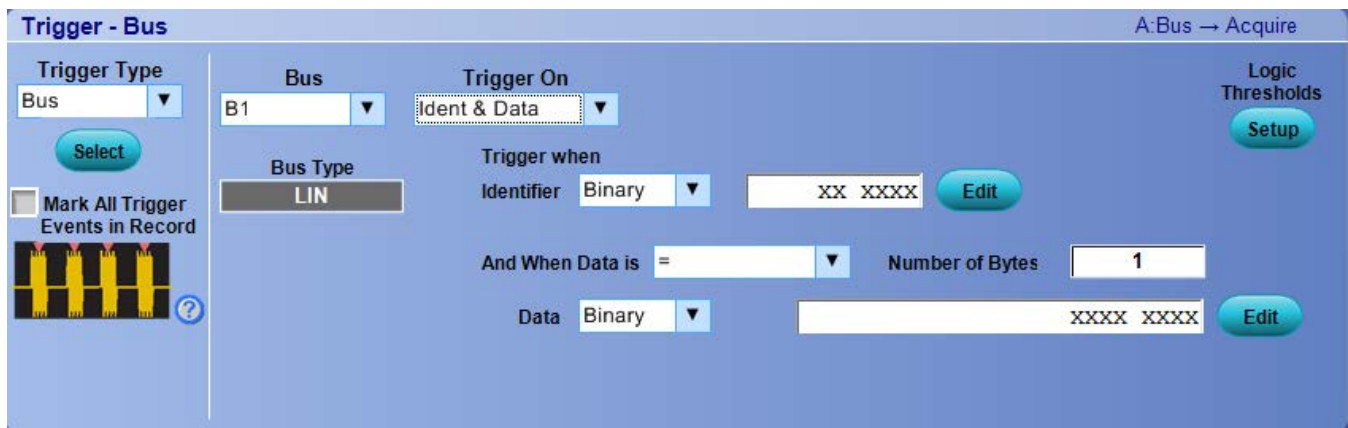 Trigger - Bus
A:Bus → Acquire
Trigger Type
Bus
Select
Mark All Trigger
Events in Record
?
Bus
B1
Bus Type
LIN
Trigger On
Ident & Data
Logic
Thresholds
Setup
Trigger when
Identifier Binary XX XXXX Edit
And When Data is = Number of Bytes 1
Data Binary XXXX XXXX Edit